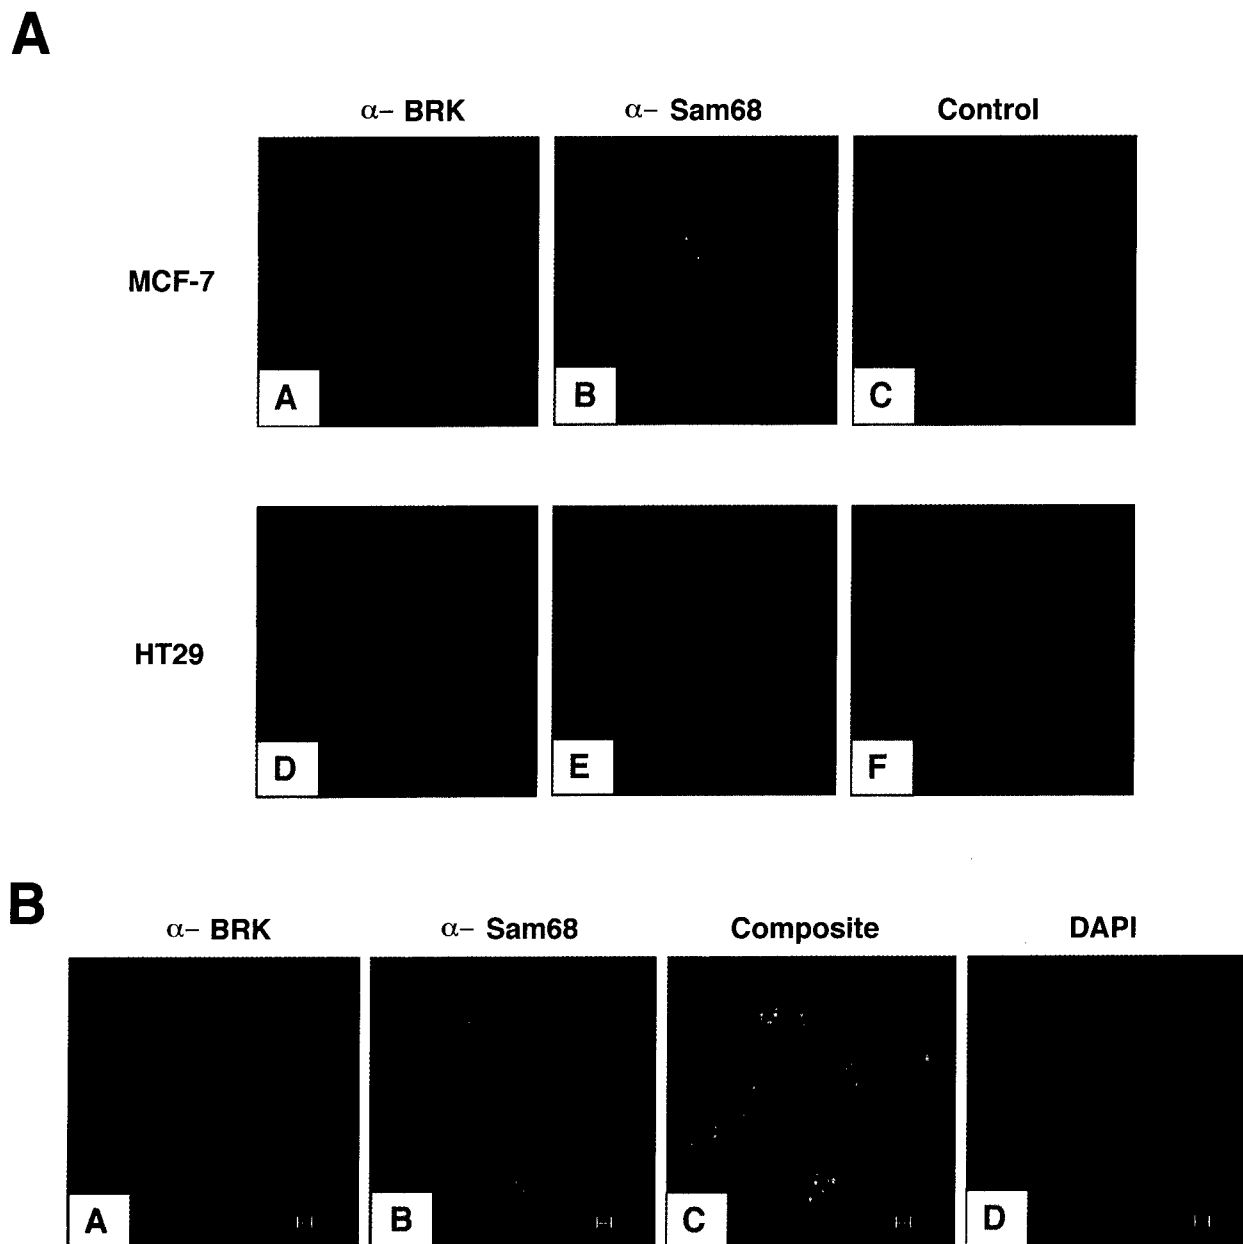 A
α– BRK α– Sam68 Control
MCF-7
A B C
HT29
D E F
B
α– BRK α– Sam68 Composite DAPI
A B C D